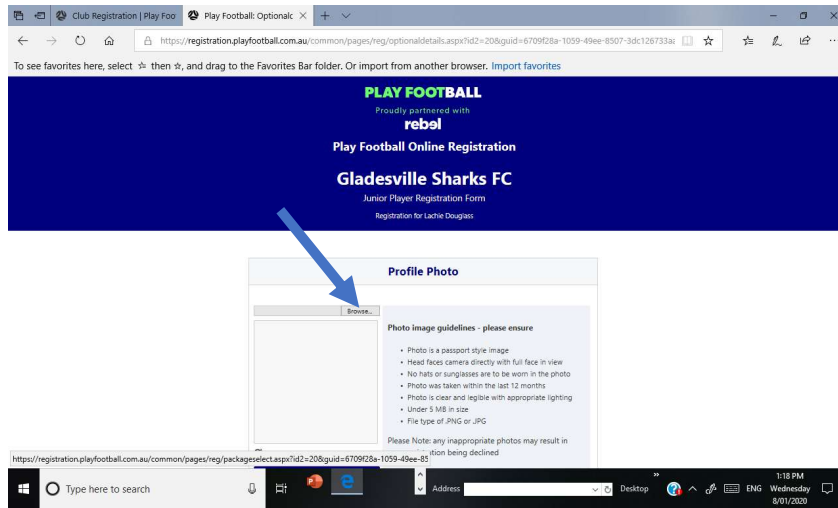 Club Registration | Play Foo
Play Football: Optional
https://registration.playfootball.com.au/common/pages/reg/optionaldetails.aspx?id2=20&guid=6709f28a-1059-49ee-8507-3dc126733a
To see favorites here, select then ☆, and drag to the Favorites Bar folder. Or import from another browser. Import favorites
PLAY FOOTBALL
Proudly partnered with
rebel
Play Football Online Registration
Gladesville Sharks FC
Junior Player Registration Form
Registration for Lachie Douglass
Profile Photo
Browse...
Photo image guidelines - please ensure
• Photo is a passport style image
• Head faces camera directly with full face in view
• No hats or sunglasses are to be worn in the photo
• Photo was taken within the last 12 months
• Photo is clear and legible with appropriate lighting
• Under 5 MB in size
• File type of .PNG or .JPG
Please Note: any inappropriate photos may result in
being declined
https://registration.playfootball.com.au/common/pages/reg/packageselect.aspx?id2=20&guid=6709f28a-1059-49ee-85
Type here to search
Address
Desktop
ENG
1:18 PM
Wednesday
8/01/2020